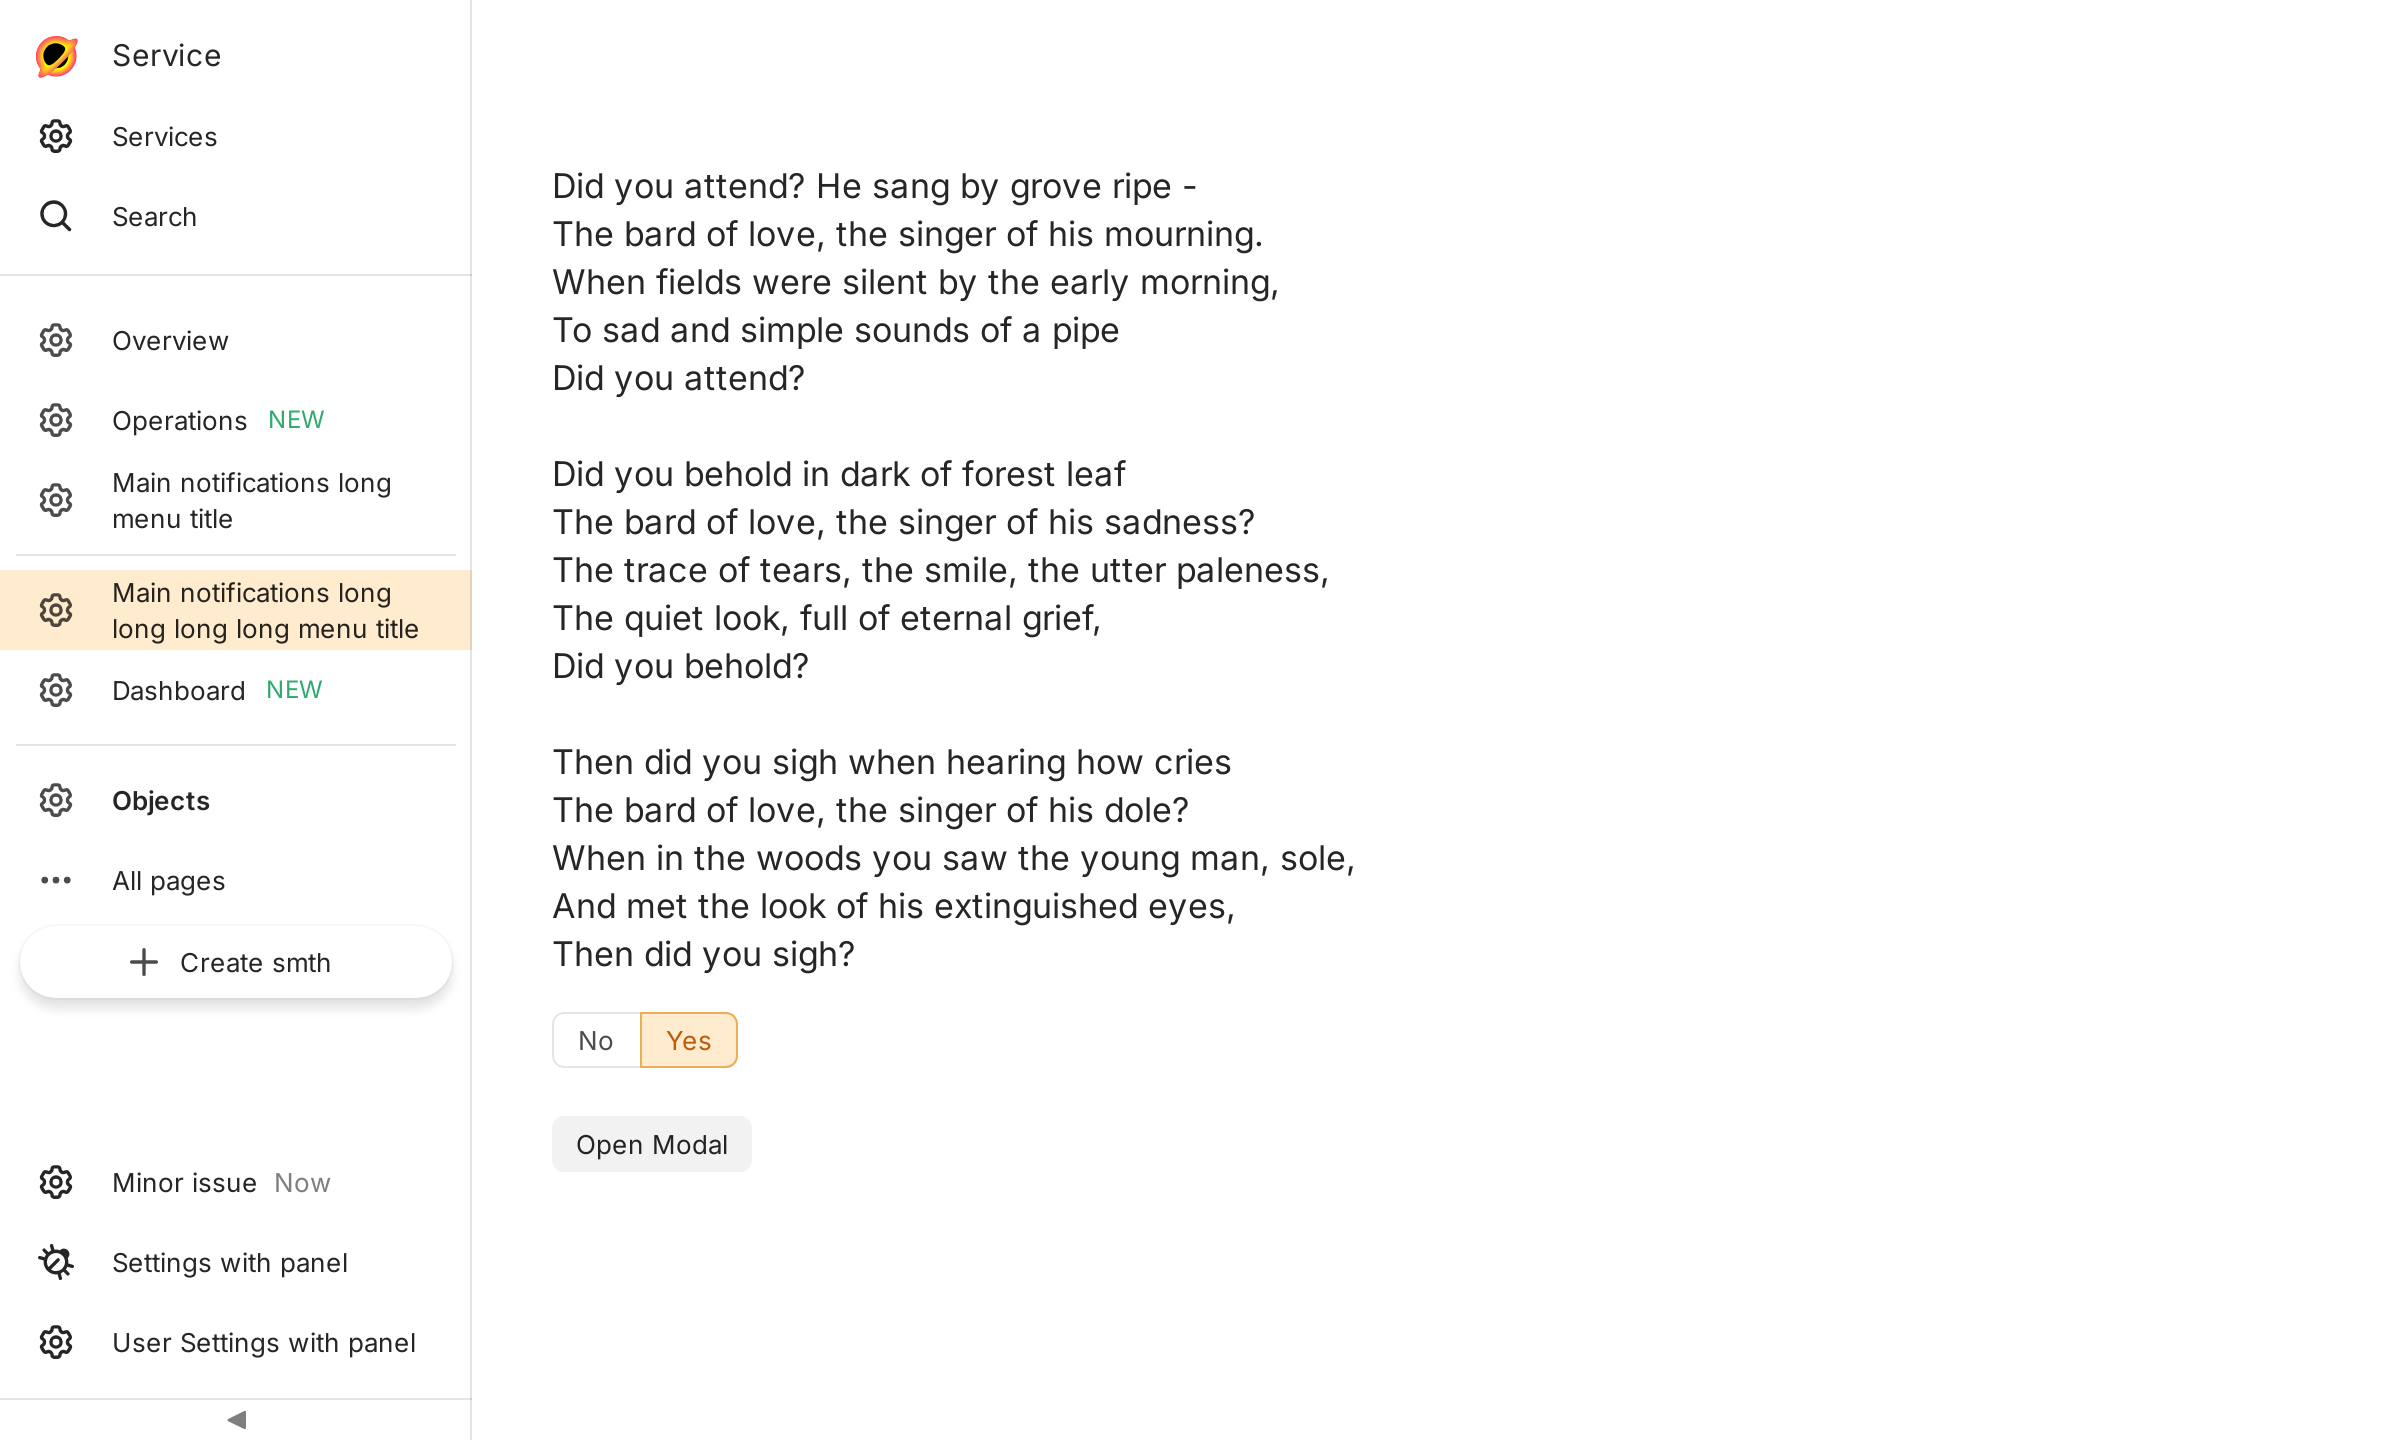 Service
Services
Search
Overview
Operations NEW
Main notifications long
menu title
Main notifications long
long long long menu title
Dashboard NEW
Objects
All pages
Create smth
Minor issue Now
Settings with panel
User Settings with panel
Did you attend? He sang by grove ripe -
The bard of love, the singer of his mourning.
When fields were silent by the early morning,
To sad and simple sounds of a pipe
Did you attend?
Did you behold in dark of forest leaf
The bard of love, the singer of his sadness?
The trace of tears, the smile, the utter paleness,
The quiet look, full of eternal grief,
Did you behold?
Then did you sigh when hearing how cries
The bard of love, the singer of his dole?
When in the woods you saw the young man, sole,
And met the look of his extinguished eyes,
Then did you sigh?
No Yes
Open Modal